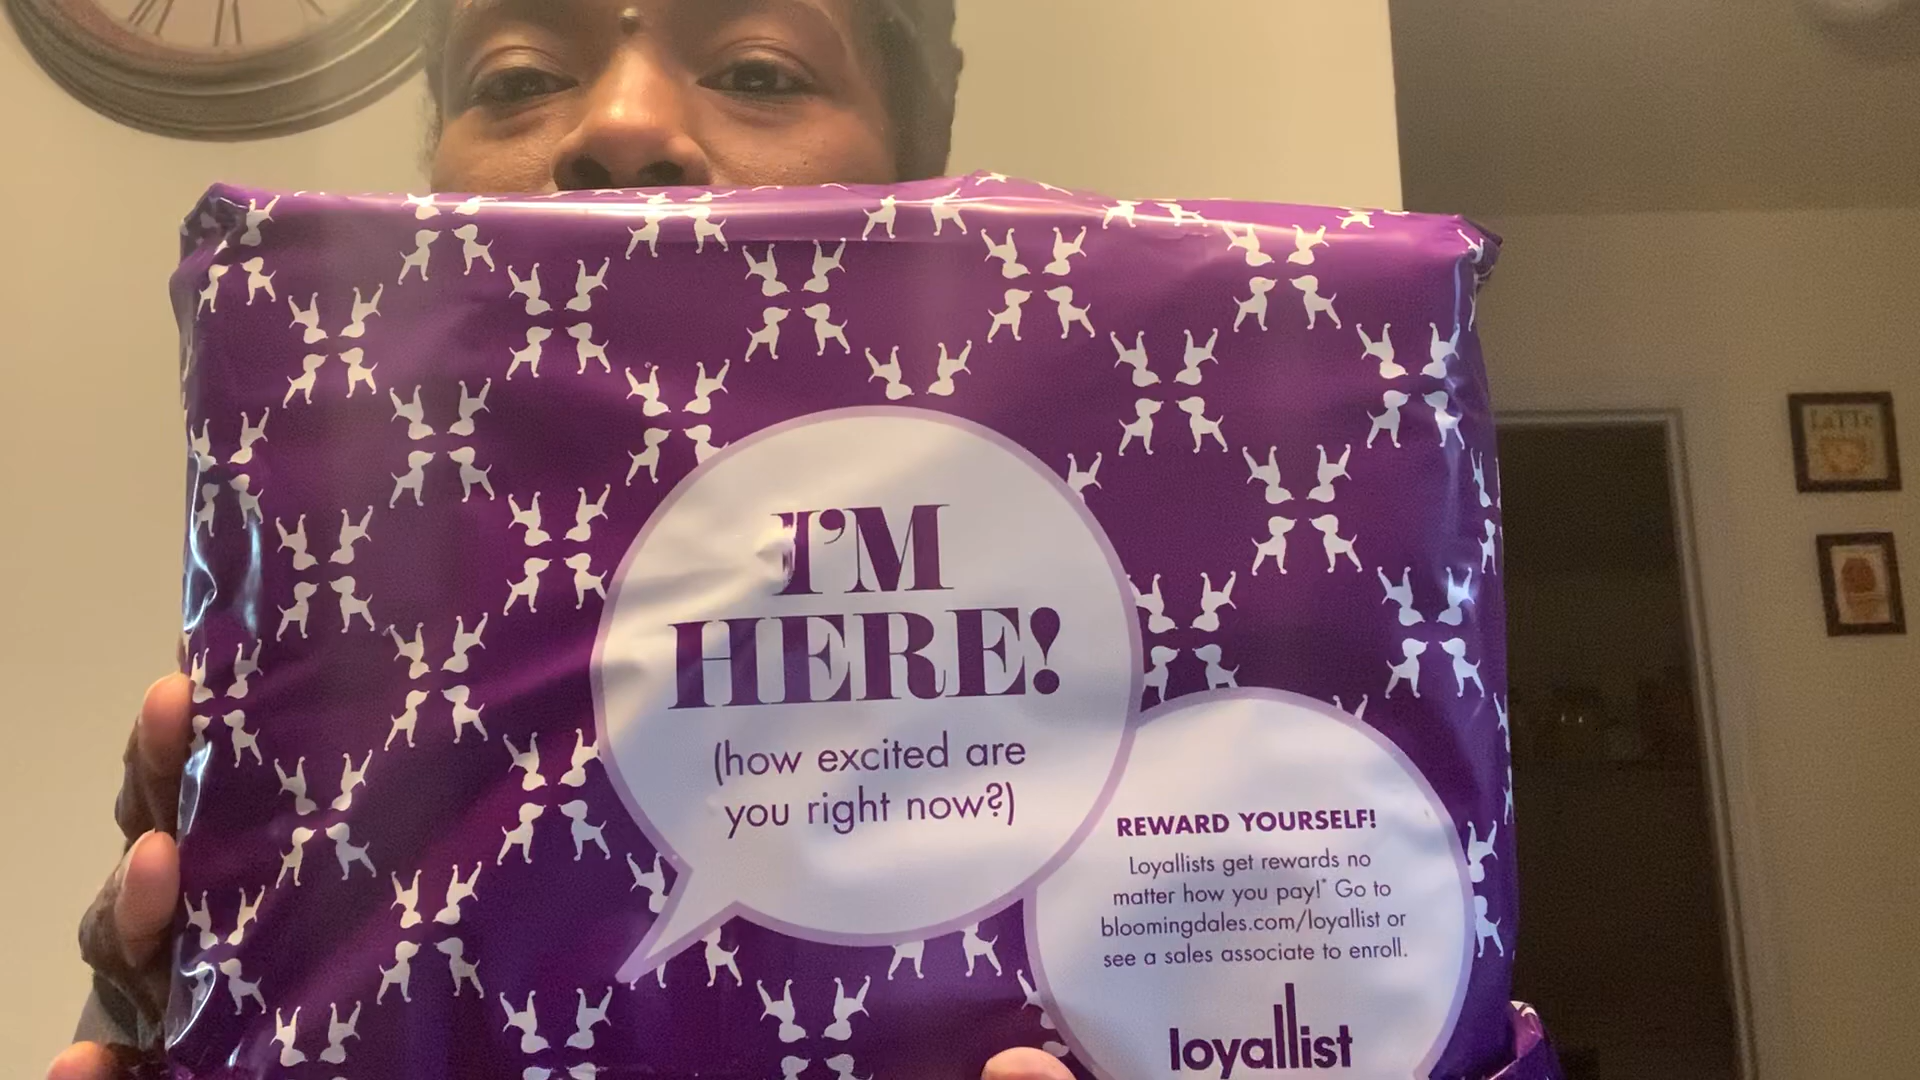 LaTTe
I'M
HERE!
(how excited are
you right now?)
REWARD YOURSELF!
Loyallists get rewards no
matter how you pay!* Go to
bloomingdales.com/loyallist or
see a sales associate to enroll.
loyallist